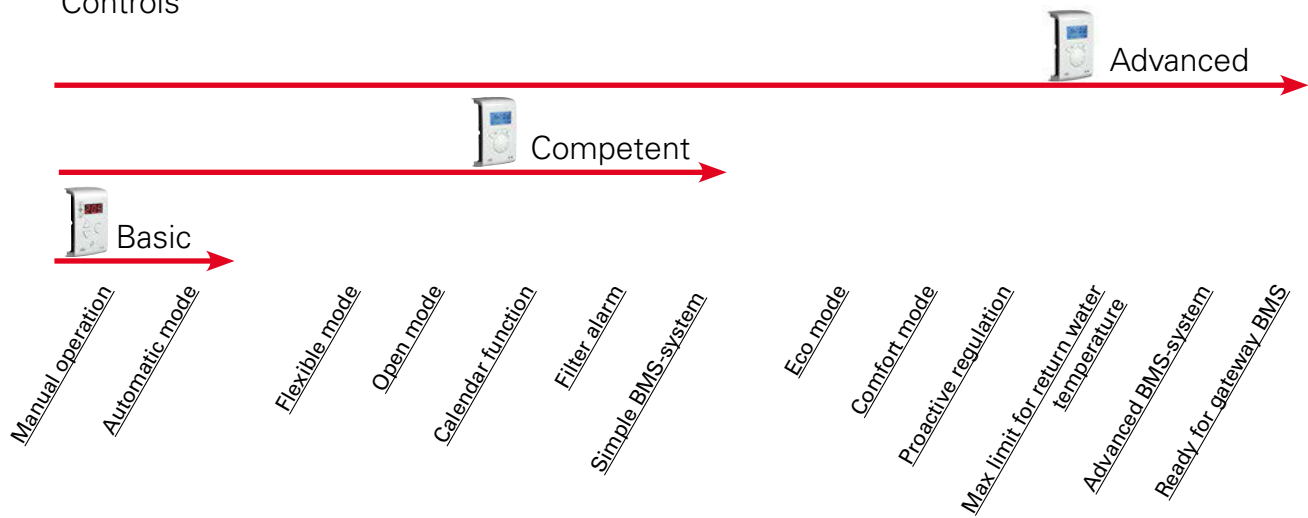 Controls
Advanced
Competent
Basic
Manual operation
Automatic mode
Flexible mode
Open mode
Calendar function
Filter alarm
Simple BMS-system
Eco mode
Comfort mode
Proactive regulation
Max limit for return water
temperature
Advanced BMS-system
Ready for gateway BMS